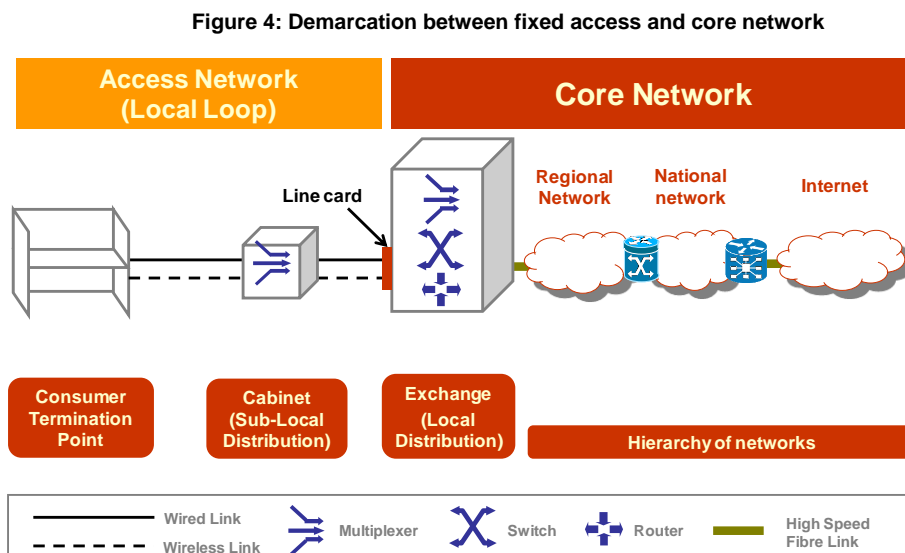 Figure 4: Demarcation between fixed access and core network
Access Network
(Local Loop)
Core Network
Line card
Regional
Network
National
network
Internet
Consumer
Termination
Point
Cabinet
(Sub-Local
Distribution)
Exchange
(Local
Distribution)
Hierarchy of networks
Wired Link
Wireless Link
Multiplexer
Switch
Router
High Speed
Fibre Link